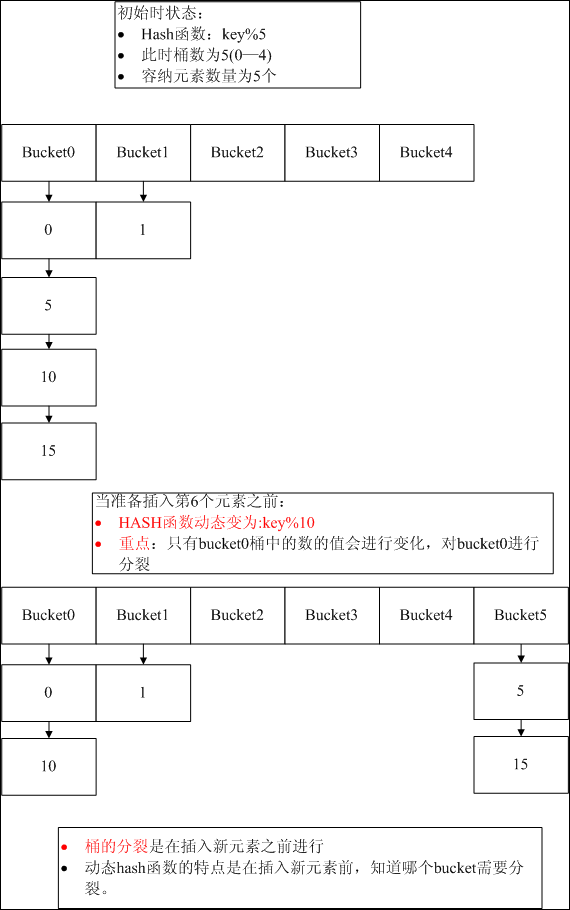 初始时状态：
● Hash函数：key%5
● 此时桶数为5(0—4)
● 容纳元素数量为5个
Bucket0 Bucket1 Bucket2 Bucket3 Bucket4
0 1
5
10
15
当准备插入第6个元素之前：
● HASH函数动态变为:key%10
● 重点：只有bucket0桶中的数的值会进行变化，对bucket0进行
分裂
Bucket0 Bucket1 Bucket2 Bucket3 Bucket4 Bucket5
0 1 5
10 15
● 桶的分裂是在插入新元素之前进行
● 动态hash函数的特点是在插入新元素前，知道哪个bucket需要分
裂。